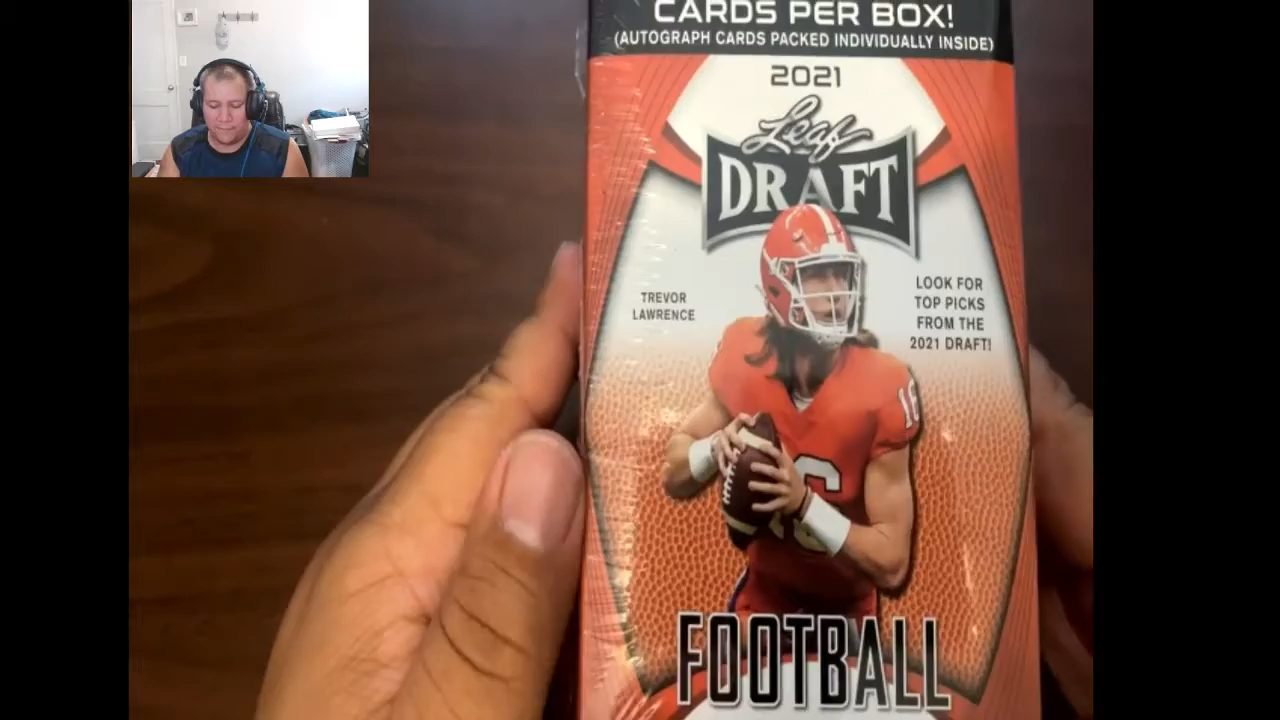 CARDS PER BOX!
(AUTOGRAPH CARDS PACKED INDIVIDUALLY INSIDE)
2021
Leaf
DRAFT
TREVOR
LAWRENCE
LOOK FOR
TOP PICKS
FROM THE
2021 DRAFT!
16
16
FOOTBALL